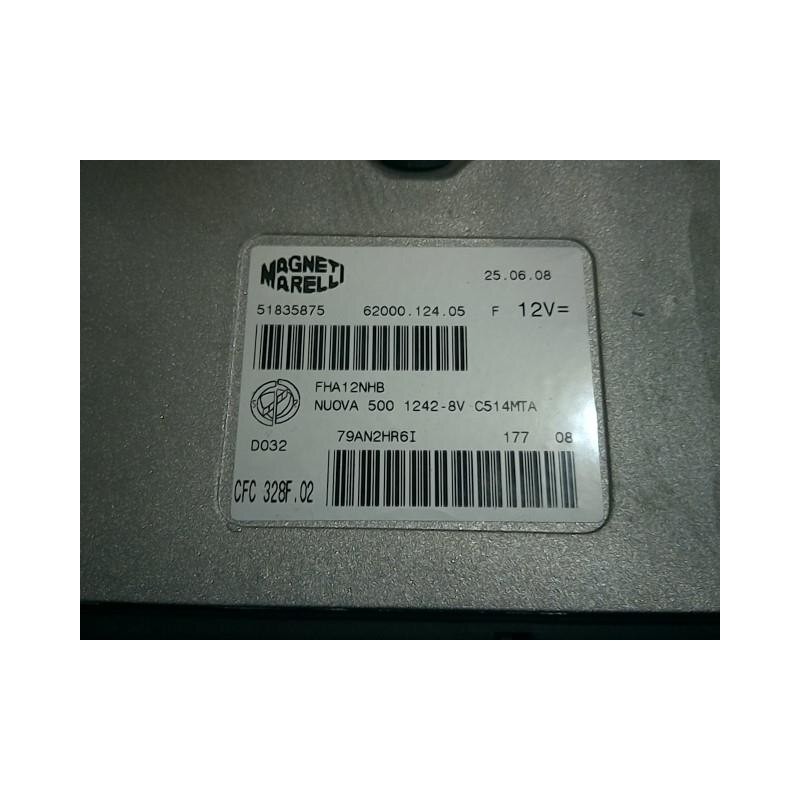 MAGNETI
MARELLI
25.06.08
51835875 62000.124.05 F 12V=
FHA12NHB
NUOVA 500 1242-8V C514MTA
D032 79AN2HR6I 177 08
CFC 328F.02